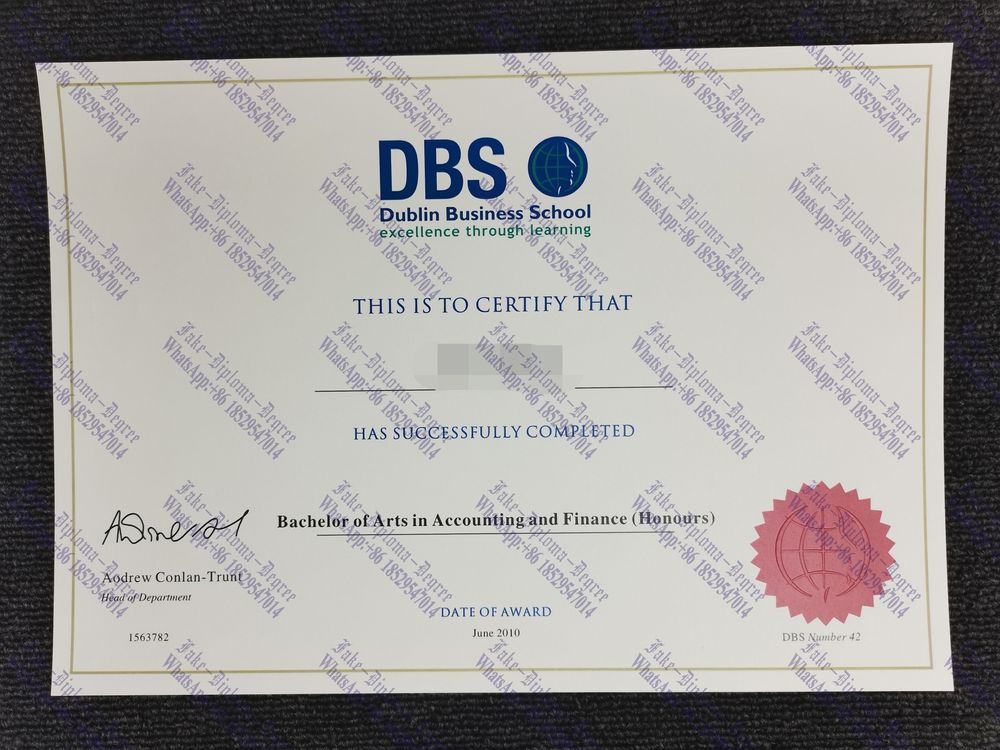 DBS
Dublin Business School
excellence through learning
THIS IS TO CERTIFY THAT
HAS SUCCESSFULLY COMPLETED
Bachelor of Arts in Accounting and Finance (Honours)
Aodrew Conlan-Trunt
Head of Department
DATE OF AWARD
June 2010
1563782
DBS Number 42
Fake-Diploma-Degree
WhatsApp:+86 18529547014